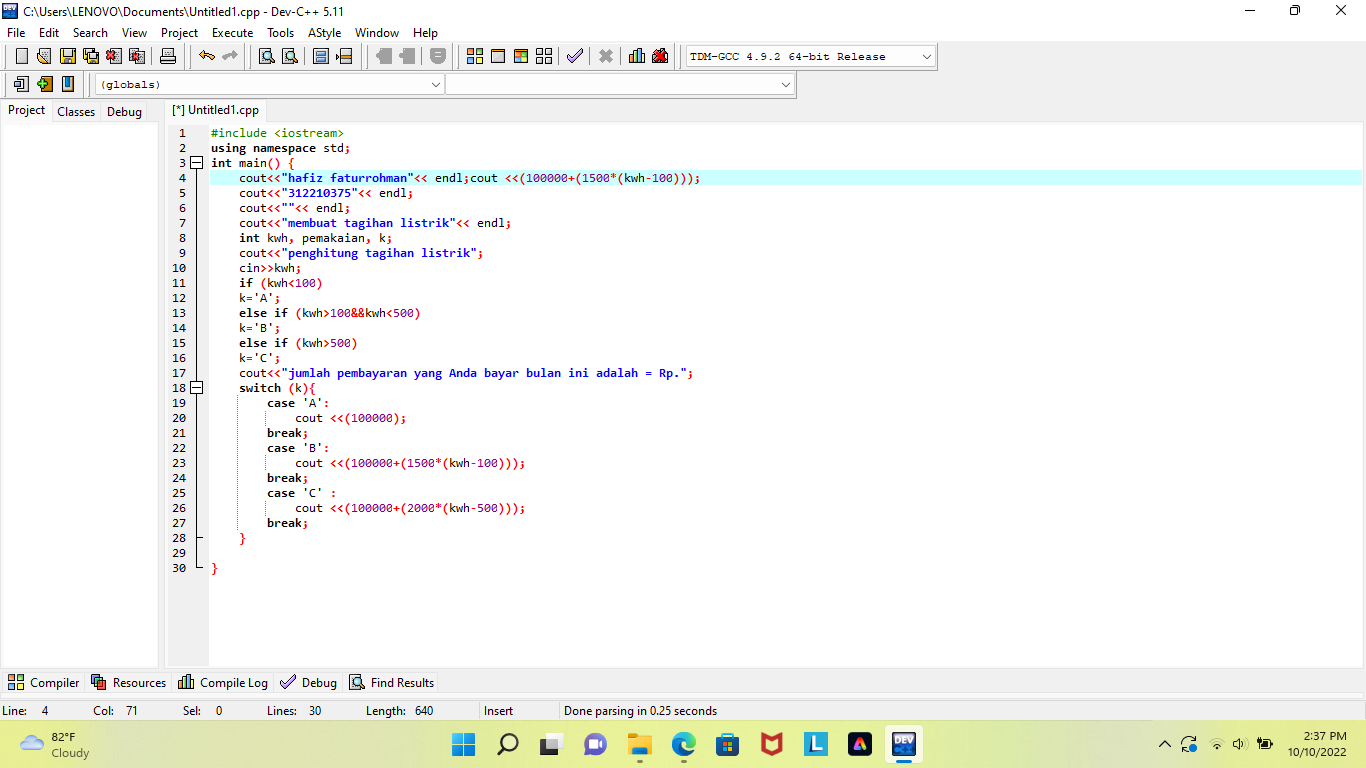 C:\Users\LENOVO\Documents\Untitled1.cpp - Dev-C++ 5.11
File Edit Search View Project Execute Tools AStyle Window Help
TDM-GCC 4.9.2 64-bit Release
(globals)
Project Classes Debug
[*] Untitled1.cpp
1 #include <iostream>
2 using namespace std;
3 int main() {
4 cout<<"hafiz faturrohman"<< endl;cout <<(100000+(1500*(kwh-100)));
5 cout<<"312210375"<< endl;
6 cout<<""<< endl;
7 cout<<"membuat tagihan listrik"<< endl;
8 int kwh, pemakaian, k;
9 cout<<"penghitung tagihan listrik";
10 cin>>kwh;
11 if (kwh<100)
12 k='A';
13 else if (kwh>100&&kwh<500)
14 k='B';
15 else if (kwh>500)
16 k='C';
17 cout<<"jumlah pembayaran yang Anda bayar bulan ini adalah = Rp.";
18 switch (k){
19 case 'A':
20 cout <<(100000);
21 break;
22 case 'B':
23 cout <<(100000+(1500*(kwh-100)));
24 break;
25 case 'C' :
26 cout <<(100000+(2000*(kwh-500)));
27 break;
28 }
29
30 }
Compiler Resources Compile Log Debug Find Results
Line: 4 Col: 71 Sel: 0 Lines: 30 Length: 640 Insert Done parsing in 0.25 seconds
82°F
Cloudy
DEV
L
2:37 PM
10/10/2022